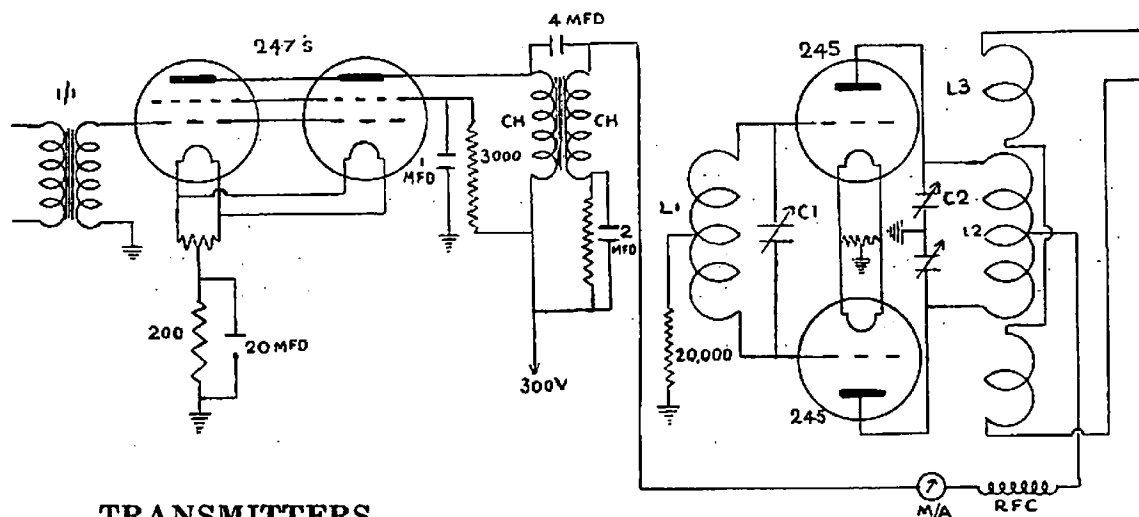 4 MFD
247's
245
1/1
L3
CH
CH
3000
1
MFD
C1
C2
L1
L2
2
MFD
200
20 MFD
20,000
300V
245
M/A
RFC
TRANSMITTERS